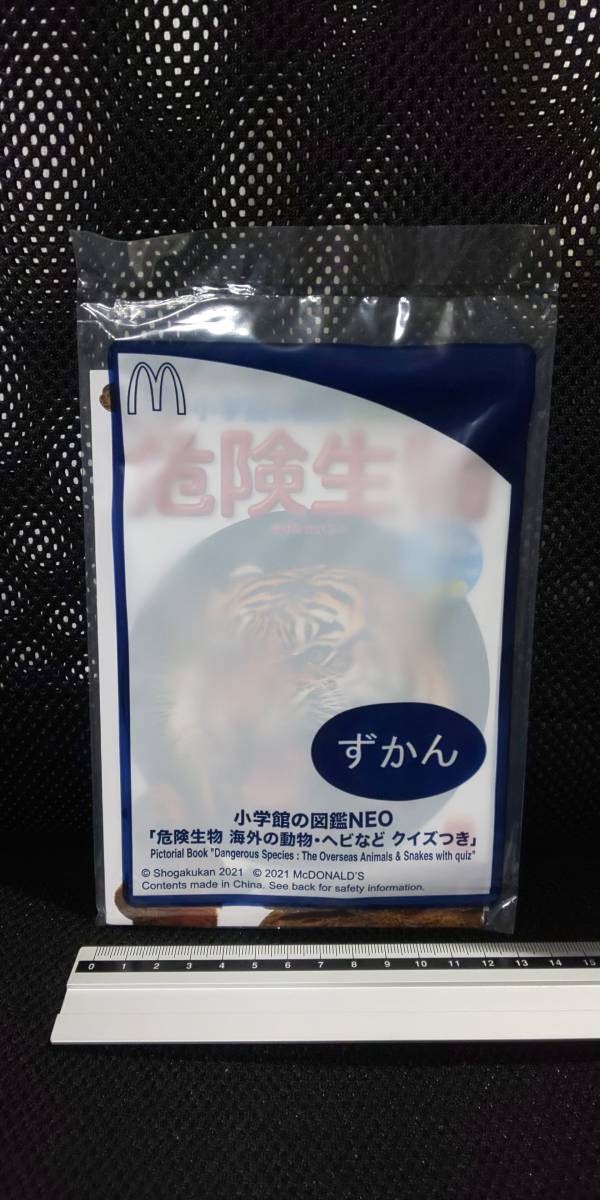 危険生物
ずかん
小学館の図鑑NEO
「危険生物 海外の動物・ヘビなど クイズつき」
Pictorial Book "Dangerous Species : The Overseas Animals & Snakes with quiz"
© Shogakukan 2021 © 2021 McDONALD'S
Contents made in China. See back for safety information.
0 1 2 3 4 5 6 7 8 9 10 11 12 13 14 15